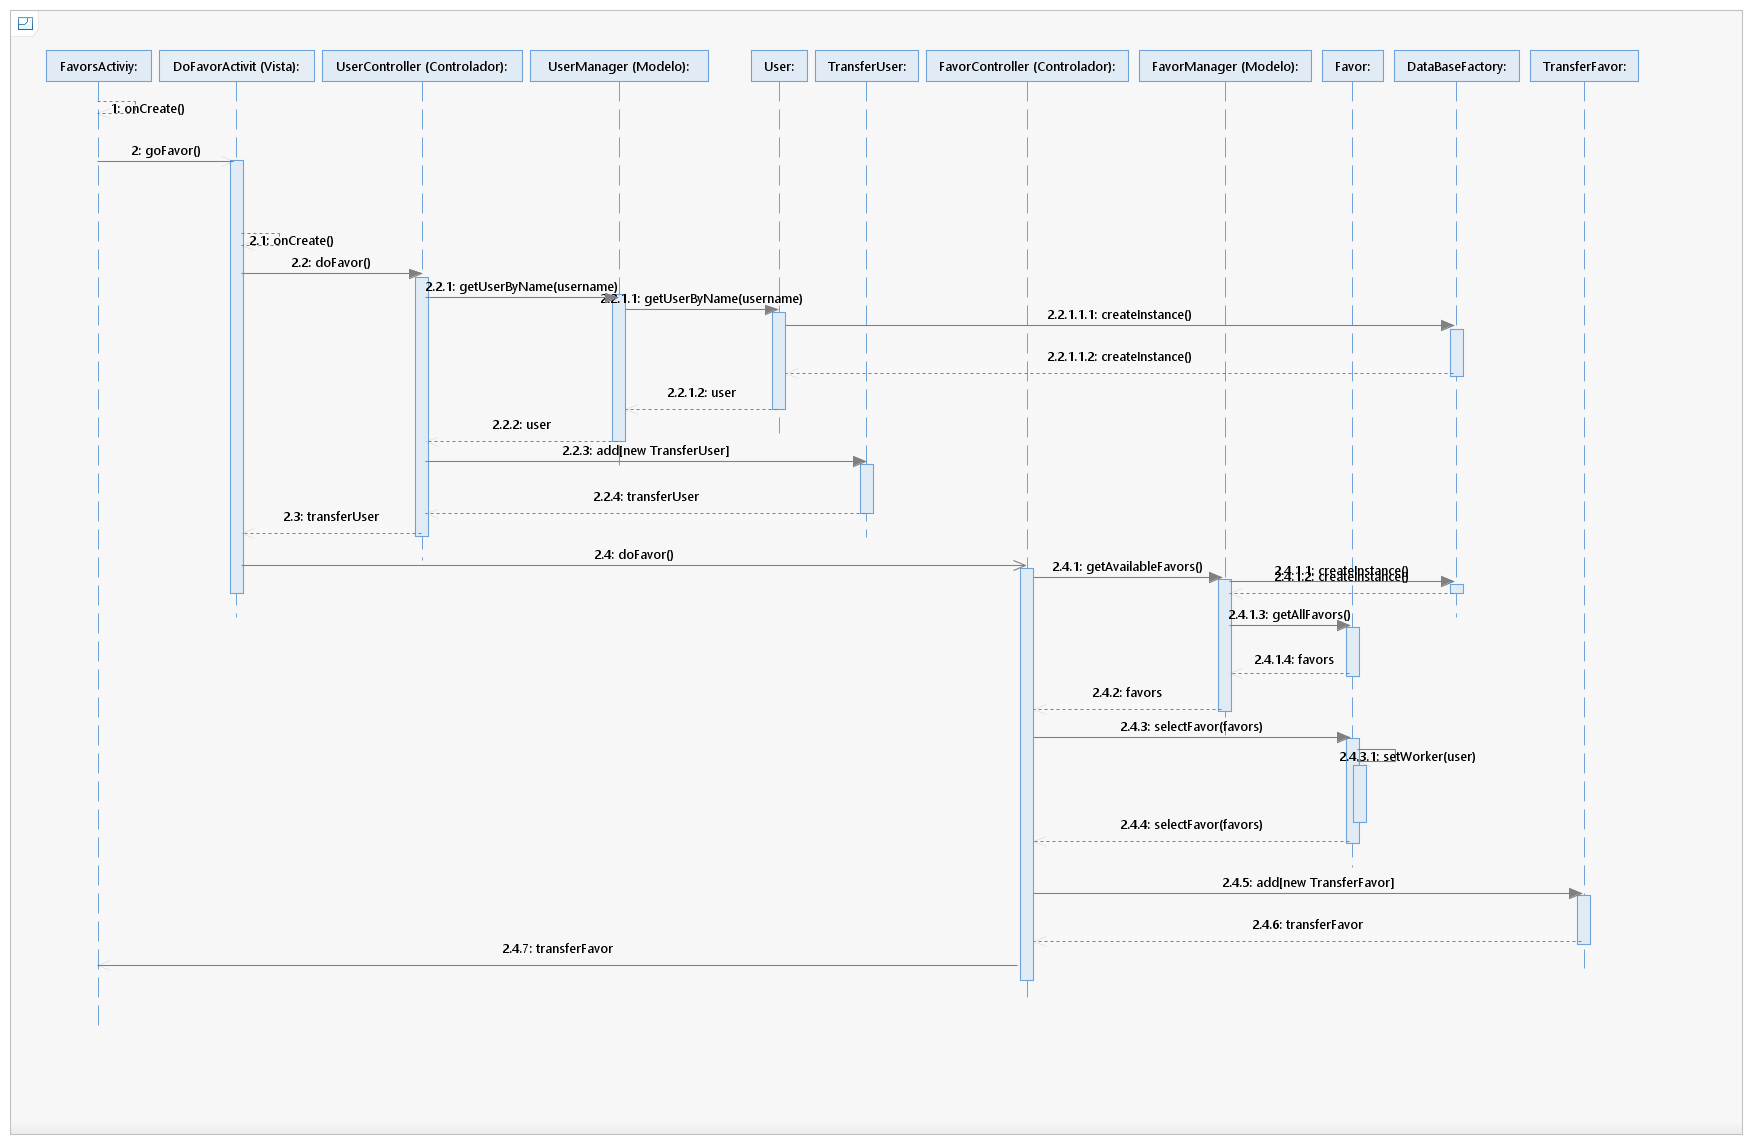 FavorsActiviy:
DoFavorActivit (Vista):
UserController (Controlador):
UserManager (Modelo):
User:
TransferUser:
FavorController (Controlador):
FavorManager (Modelo):
Favor:
DataBaseFactory:
TransferFavor:
1: onCreate()
2: goFavor()
2.1: onCreate()
2.2: doFavor()
2.2.1: getUserByName(username)
2.2.1.1: getUserByName(username)
2.2.1.1.1: createInstance()
2.2.1.1.2: createInstance()
2.2.1.2: user
2.2.2: user
2.2.3: add[new TransferUser]
2.2.4: transferUser
2.3: transferUser
2.4: doFavor()
2.4.1: getAvailableFavors()
2.4.1.1: createInstance()
2.4.1.2: createInstance()
2.4.1.3: getAllFavors()
2.4.1.4: favors
2.4.2: favors
2.4.3: selectFavor(favors)
2.4.3.1: setWorker(user)
2.4.4: selectFavor(favors)
2.4.5: add[new TransferFavor]
2.4.6: transferFavor
2.4.7: transferFavor